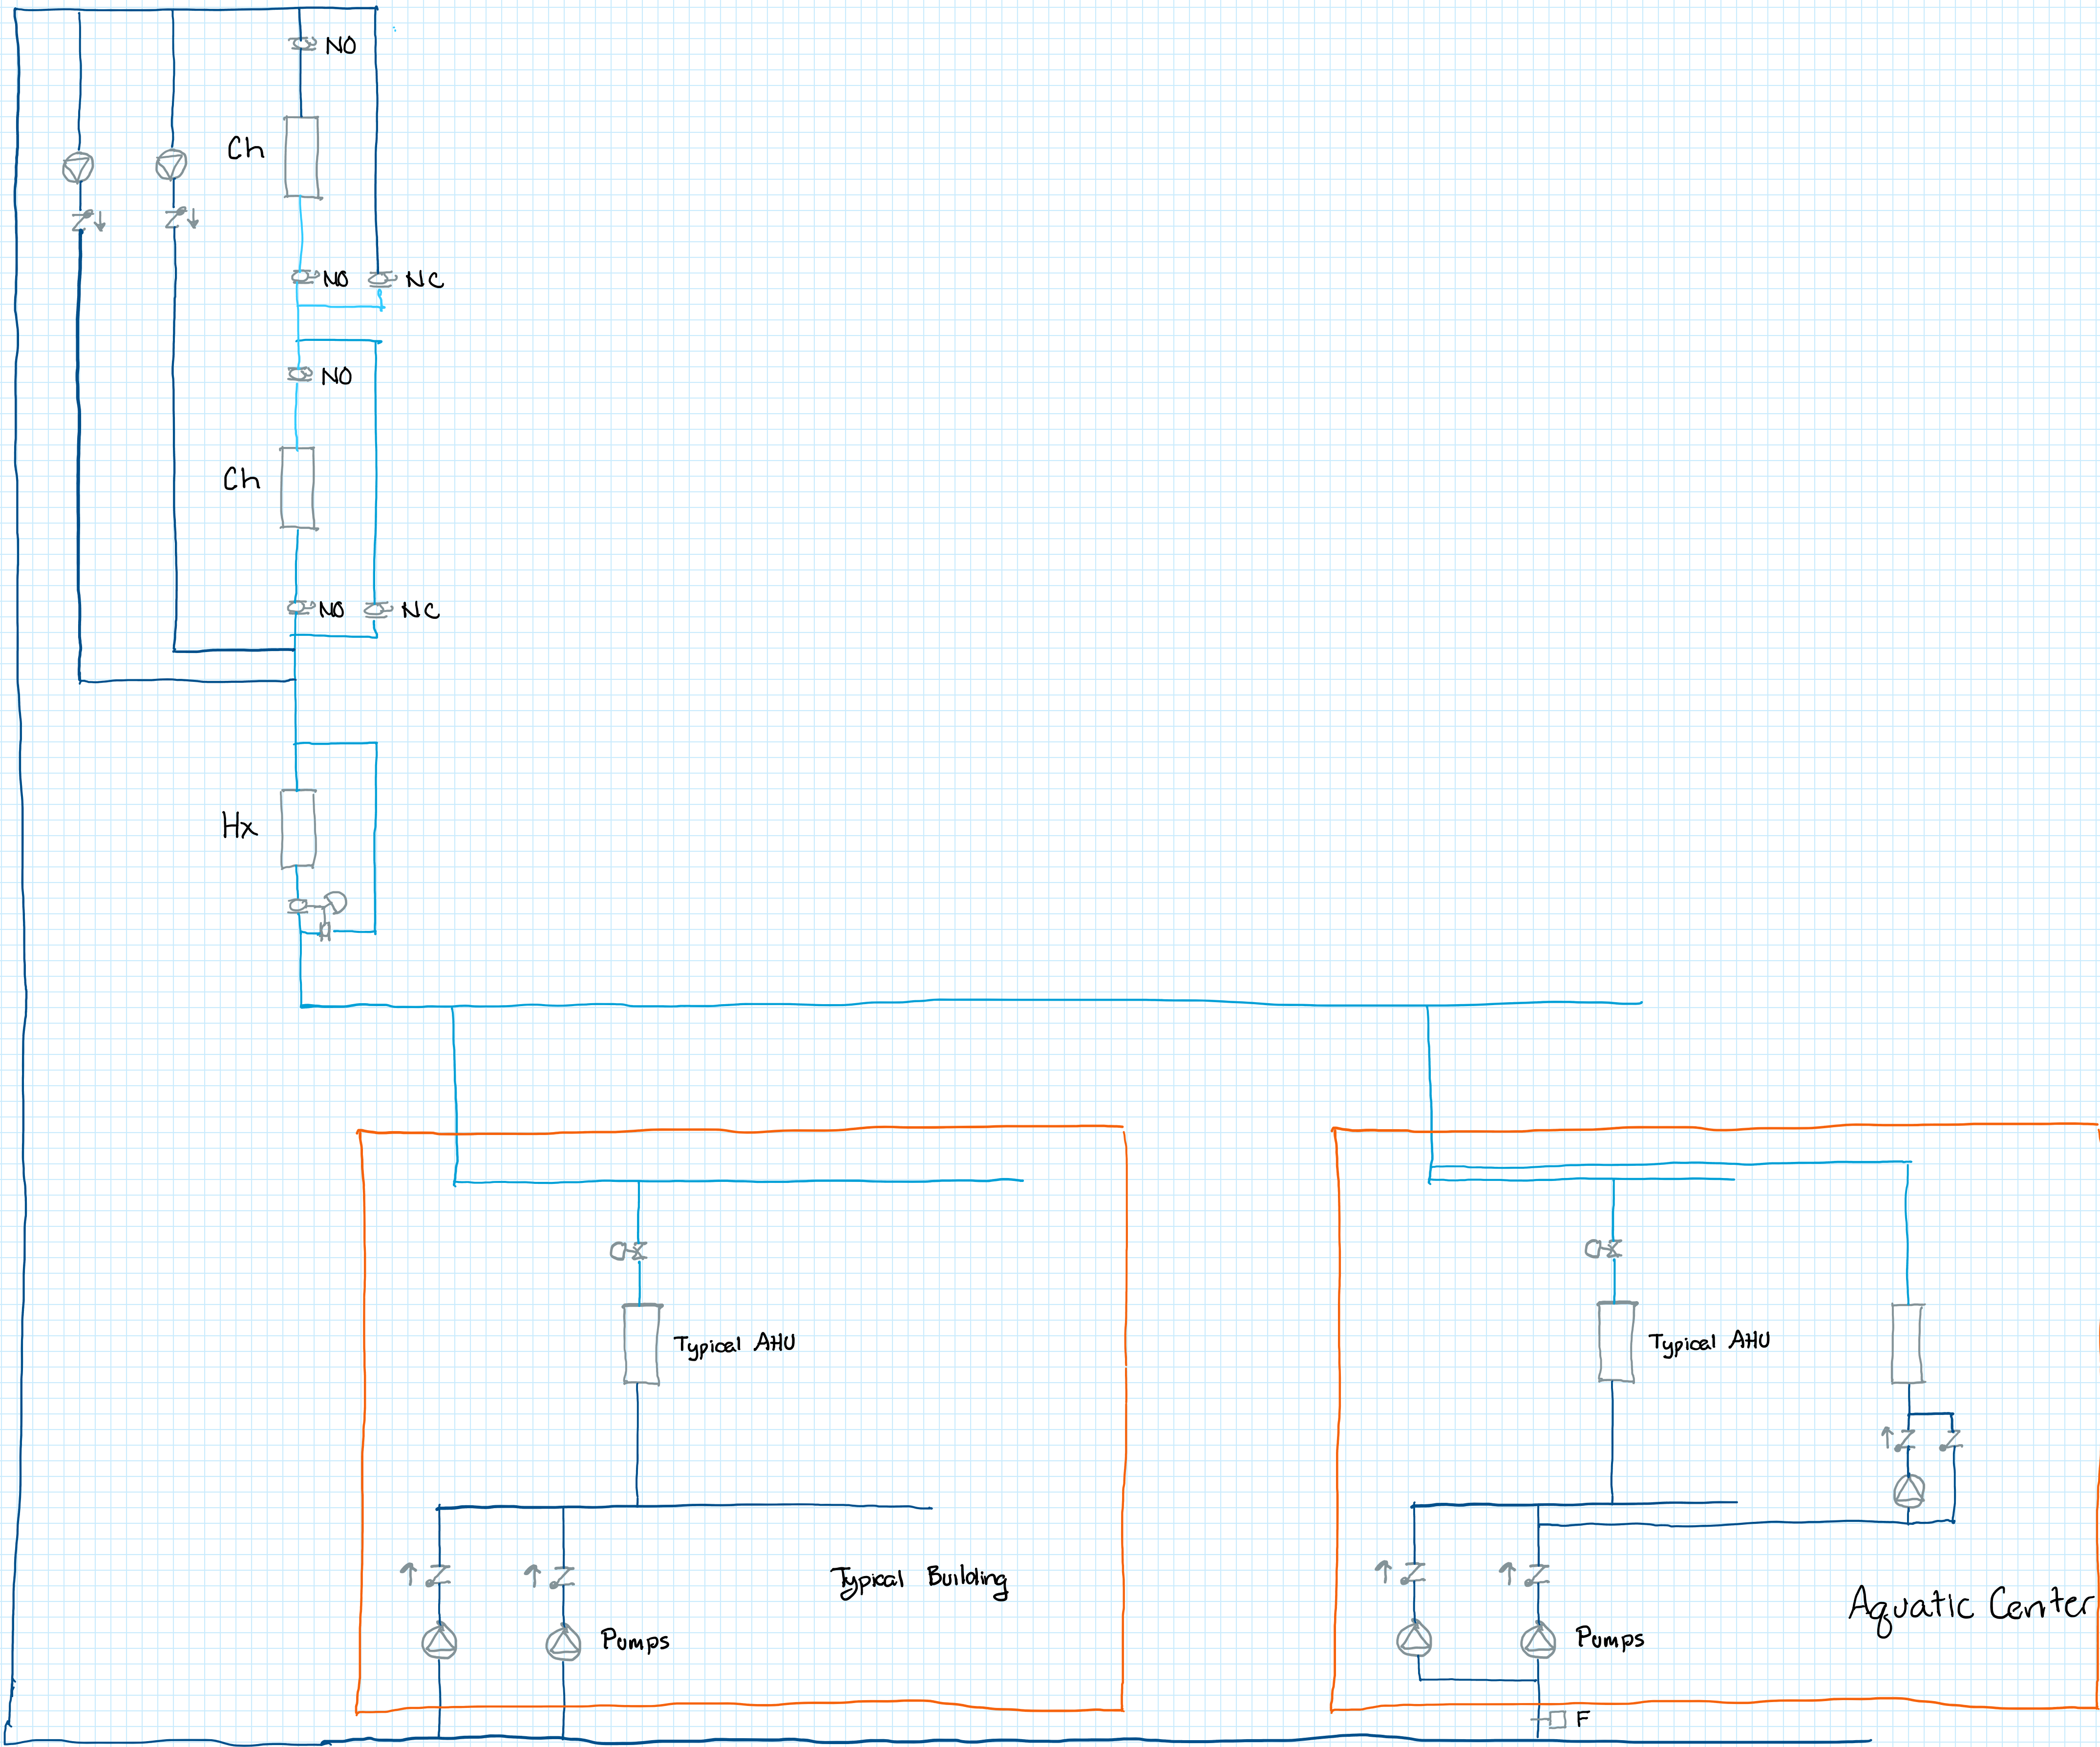 NO
Ch
NO
NC
NO
Ch
NO
NC
Hx
Typical AHU
Typical AHU
Typical Building
Aquatic Center
Pumps
Pumps
F